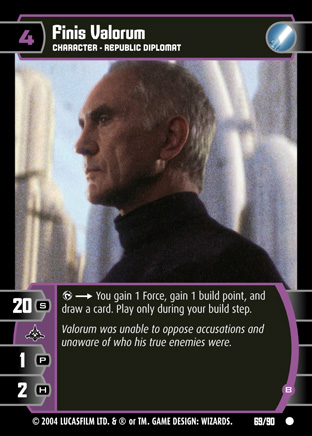 4 Finis Valorum
CHARACTER - REPUBLIC DIPLOMAT
You gain 1 Force, gain 1 build point, and
draw a card. Play only during your build step.
20 S
Valorum was unable to oppose accusations and
unaware of who his true enemies were.
1 P
2 H
© 2004 LUCASFILM LTD. & ® or TM. GAME DESIGN: WIZARDS. 69/90